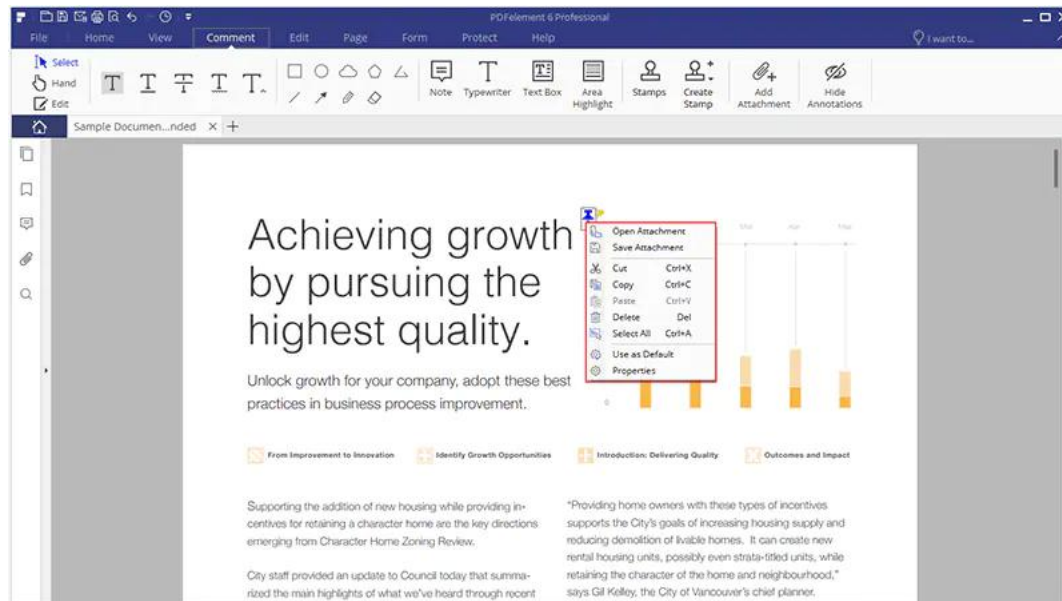 PDFelement 6 Professional
File Home View Comment Edit Page Form Protect Help I want to...
Select
Hand
Edit
T T T T T
Note Typewriter Text Box Area Highlight Stamps Create Stamp Add Attachment Hide Annotations
Sample Documen...nded × +
Achieving growth
by pursuing the
highest quality.
Unlock growth for your company, adopt these best
practices in business process improvement.
Open Attachment
Save Attachment
Cut Ctrl+X
Copy Ctrl+C
Paste Ctrl+V
Delete Del
Select All Ctrl+A
Use as Default
Properties
Mar Apr May
0
From Improvement to Innovation Identify Growth Opportunities Introduction: Delivering Quality Outcomes and Impact
Supporting the addition of new housing while providing in-
centives for retaining a character home are the key directions
emerging from Character Home Zoning Review.
City staff provided an update to Council today that summa-
rized the main highlights of what we've heard through recent
"Providing home owners with these types of incentives
supports the City's goals of increasing housing supply and
reducing demolition of livable homes. It can create new
rental housing units, possibly even strata-titled units, while
retaining the character of the home and neighbourhood,"
says Gil Kelley, the City of Vancouver's chief planner.